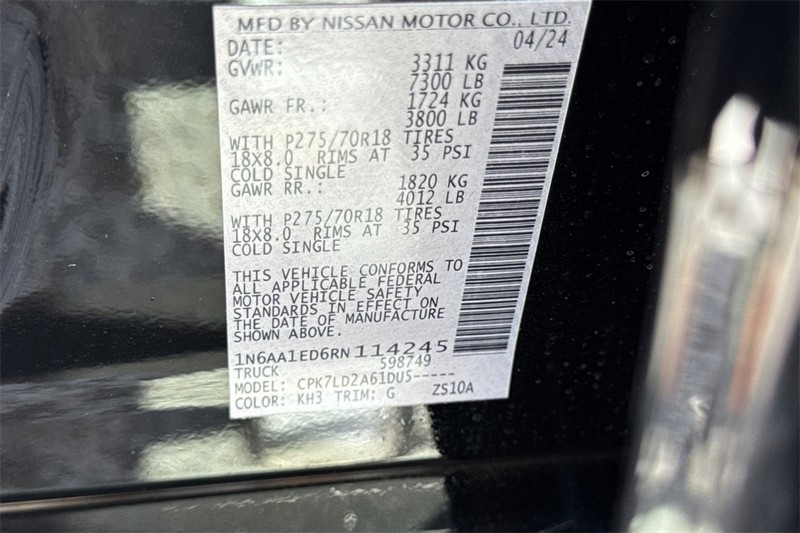 MFD BY NISSAN MOTOR CO., LTD.
DATE: 04/24
GVWR: 3311 KG
7300 LB
GAWR FR.: 1724 KG
3800 LB
WITH P275/70R18 TIRES
18X8.0 RIMS AT 35 PSI
COLD SINGLE
GAWR RR.: 1820 KG
4012 LB
WITH P275/70R18 TIRES
18X8.0 RIMS AT 35 PSI
COLD SINGLE
THIS VEHICLE CONFORMS TO
ALL APPLICABLE FEDERAL
MOTOR VEHICLE SAFETY
STANDARDS IN EFFECT ON
THE DATE OF MANUFACTURE
SHOWN ABOVE.
1N6AA1ED6RN114245
TRUCK 598749
MODEL: CPK7LD2A61DU5-----
COLOR: KH3 TRIM: G ZS10A